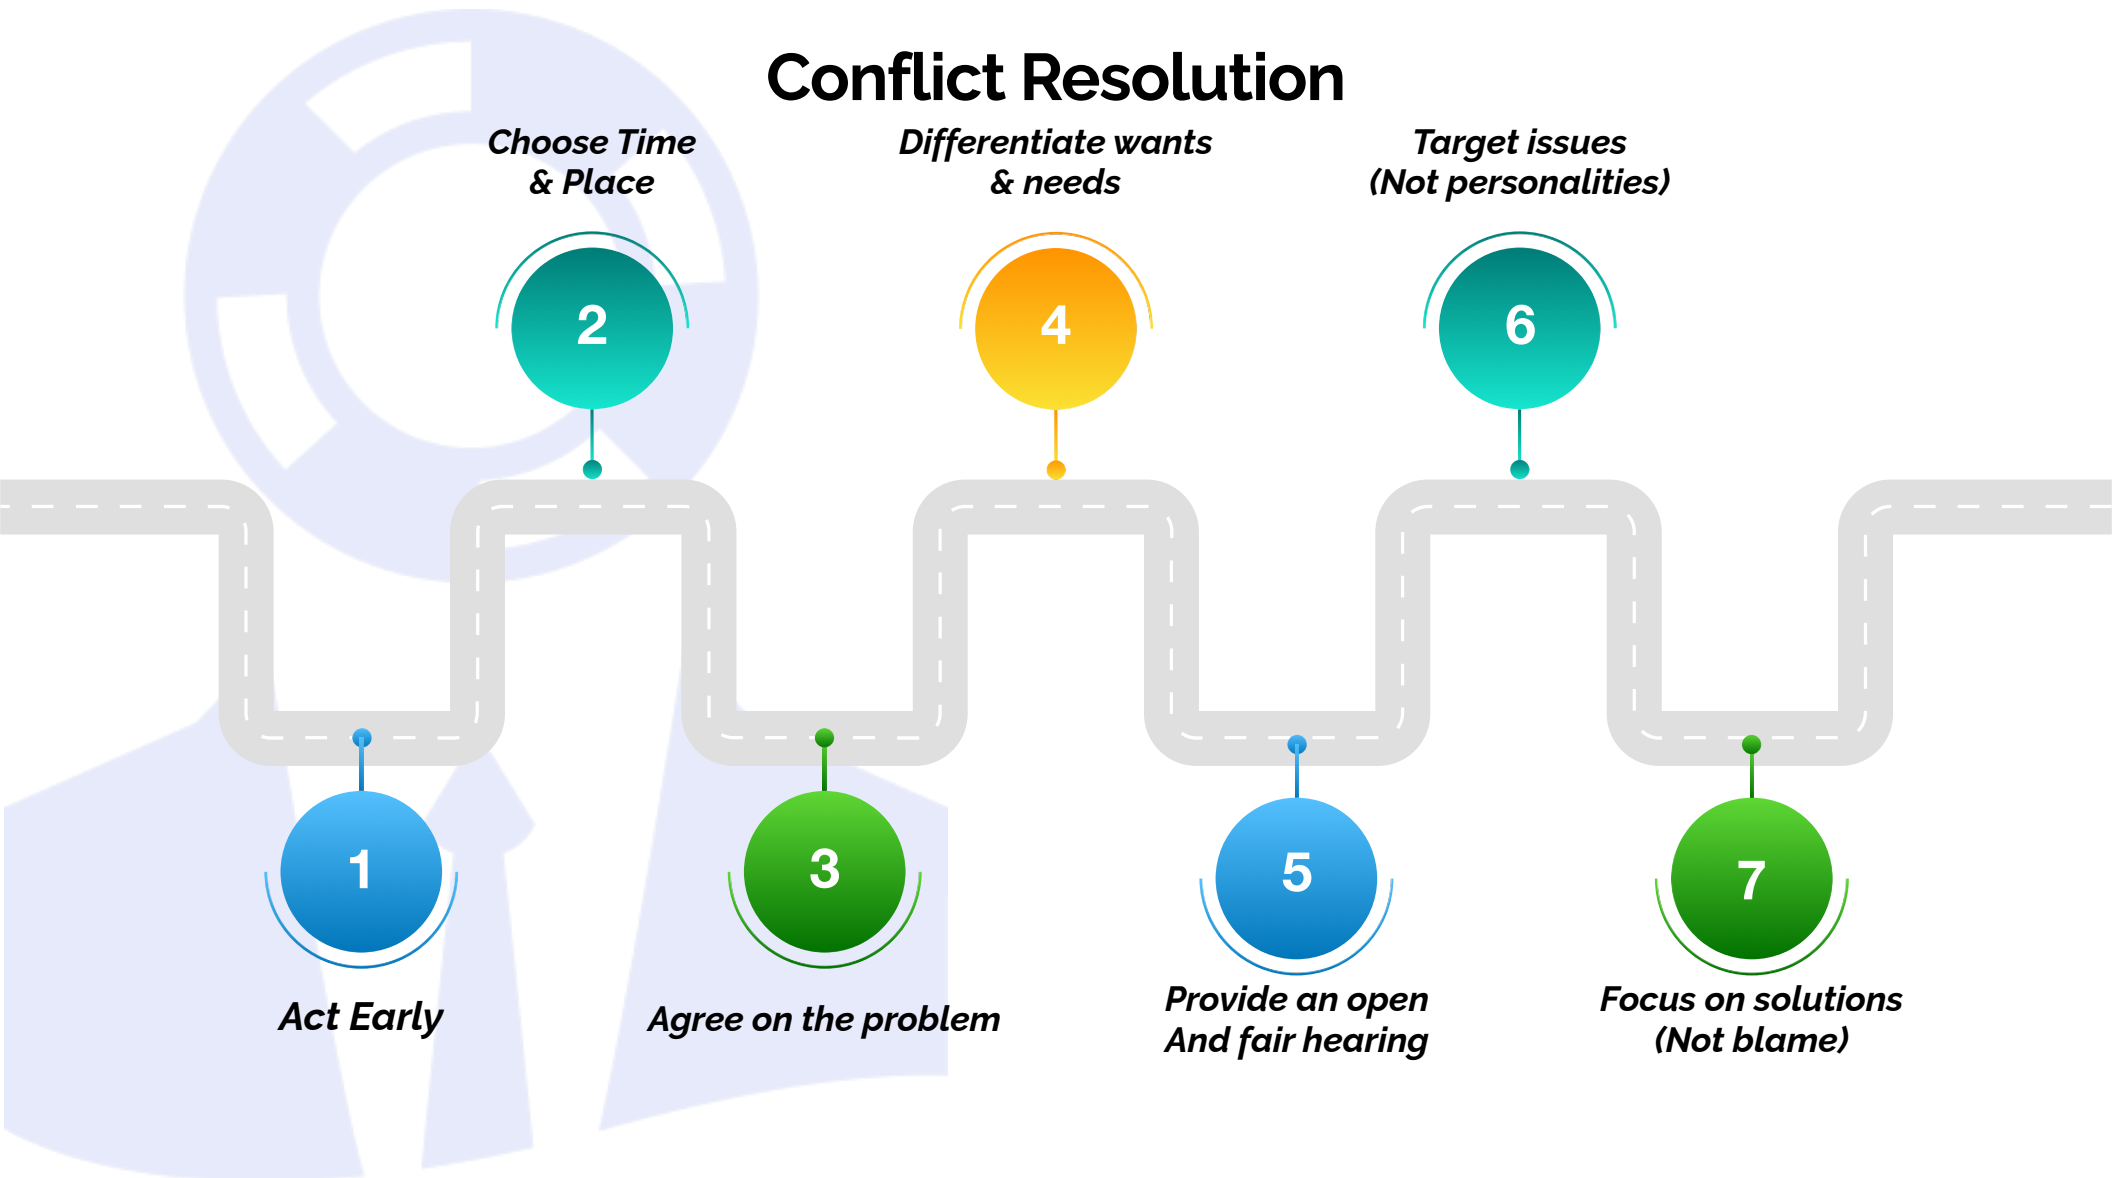 Conflict Resolution
Choose Time
& Place
Differentiate wants
& needs
Target issues
(Not personalities)
2
4
6
1
3
5
7
Act Early
Agree on the problem
Provide an open
And fair hearing
Focus on solutions
(Not blame)